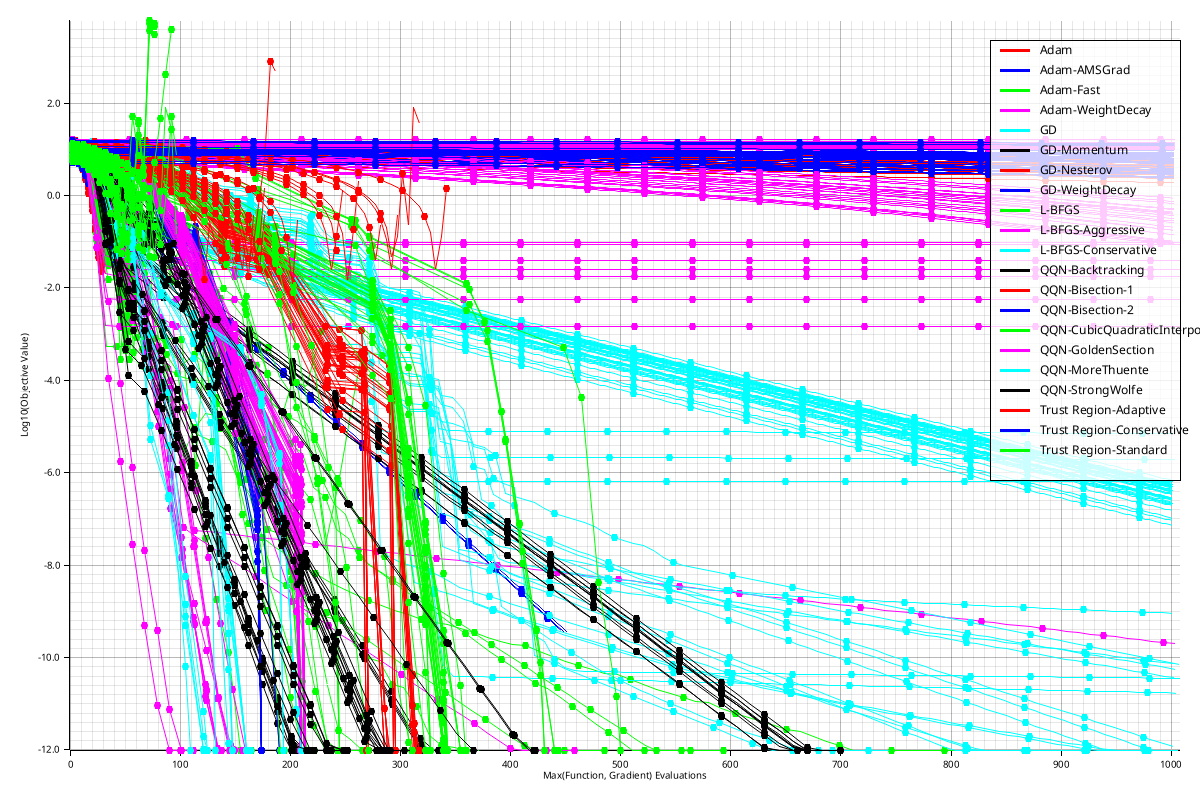 Adam
Adam-AMSGrad
Adam-Fast
Adam-WeightDecay
GD
GD-Momentum
GD-Nesterov
GD-WeightDecay
L-BFGS
L-BFGS-Aggressive
L-BFGS-Conservative
QQN-Backtracking
QQN-Bisection-1
QQN-Bisection-2
QQN-CubicQuadraticInterpo
QQN-GoldenSection
QQN-MoreThuente
QQN-StrongWolfe
Trust Region-Adaptive
Trust Region-Conservative
Trust Region-Standard
Log10(Objective Value)
2.0
0.0
-2.0
-4.0
-6.0
-8.0
-10.0
-12.0
0 100 200 300 400 500 600 700 800 900 1000
Max(Function, Gradient) Evaluations